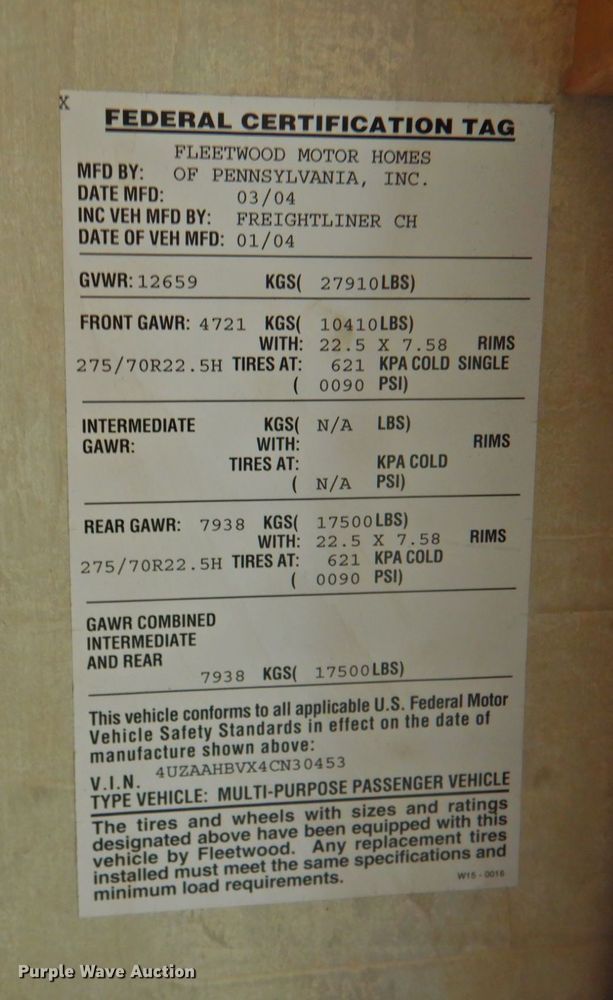 X
FEDERAL CERTIFICATION TAG
FLEETWOOD MOTOR HOMES
MFD BY: OF PENNSYLVANIA, INC.
DATE MFD: 03/04
INC VEH MFD BY: FREIGHTLINER CH
DATE OF VEH MFD: 01/04
GVWR: 12659 KGS( 27910 LBS)
FRONT GAWR: 4721 KGS( 10410 LBS)
WITH: 22.5 X 7.58 RIMS
275/70R22.5H TIRES AT: 621 KPA COLD SINGLE
( 0090 PSI)
INTERMEDIATE KGS( N/A LBS)
GAWR: WITH: RIMS
TIRES AT: KPA COLD
( N/A PSI)
REAR GAWR: 7938 KGS( 17500 LBS)
WITH: 22.5 X 7.58 RIMS
275/70R22.5H TIRES AT: 621 KPA COLD
( 0090 PSI)
GAWR COMBINED
INTERMEDIATE
AND REAR
7938 KGS( 17500 LBS)
This vehicle conforms to all applicable U.S. Federal Motor
Vehicle Safety Standards in effect on the date of
manufacture shown above:
V.I.N. 4UZAAHBVX4CN30453
TYPE VEHICLE: MULTI-PURPOSE PASSENGER VEHICLE
The tires and wheels with sizes and ratings
designated above have been equipped with this
vehicle by Fleetwood. Any replacement tires
installed must meet the same specifications and
minimum load requirements.
W15 - 0016
Purple Wave Auction